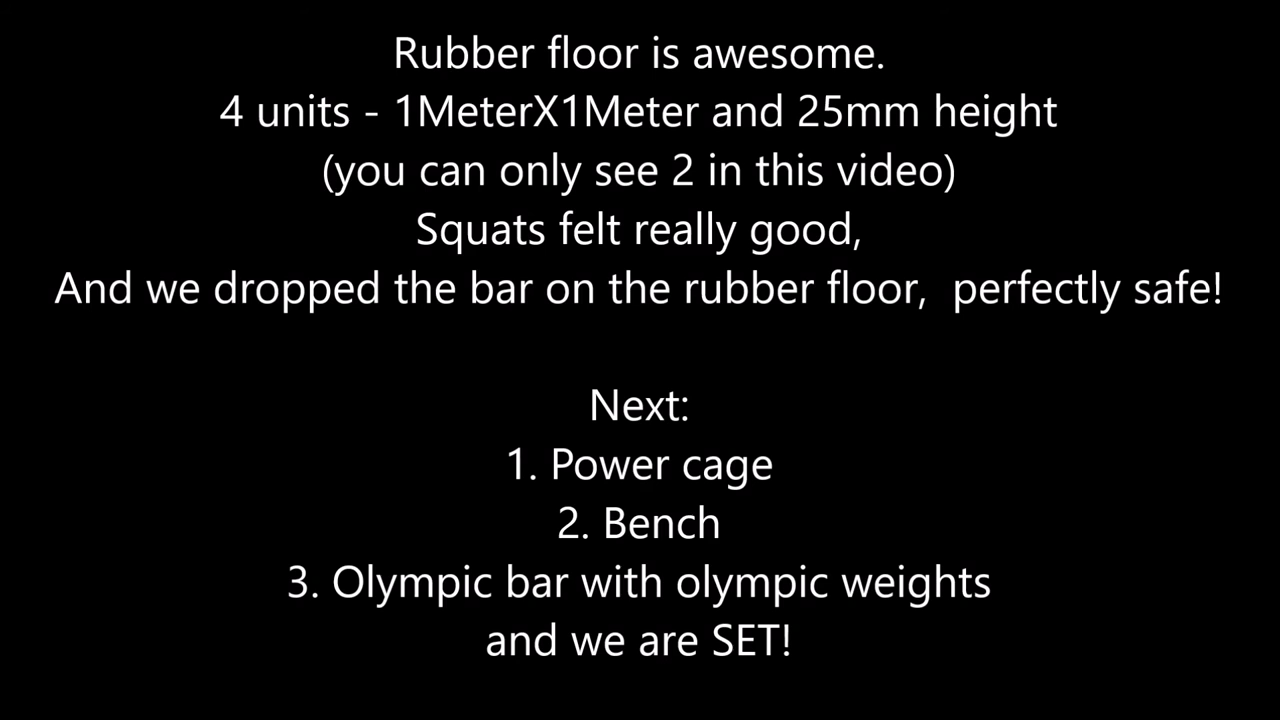 Rubber floor is awesome.
4 units - 1MeterX1Meter and 25mm height
(you can only see 2 in this video)
Squats felt really good,
And we dropped the bar on the rubber floor,  perfectly safe!
Next:
1. Power cage
2. Bench
3. Olympic bar with olympic weights
and we are SET!